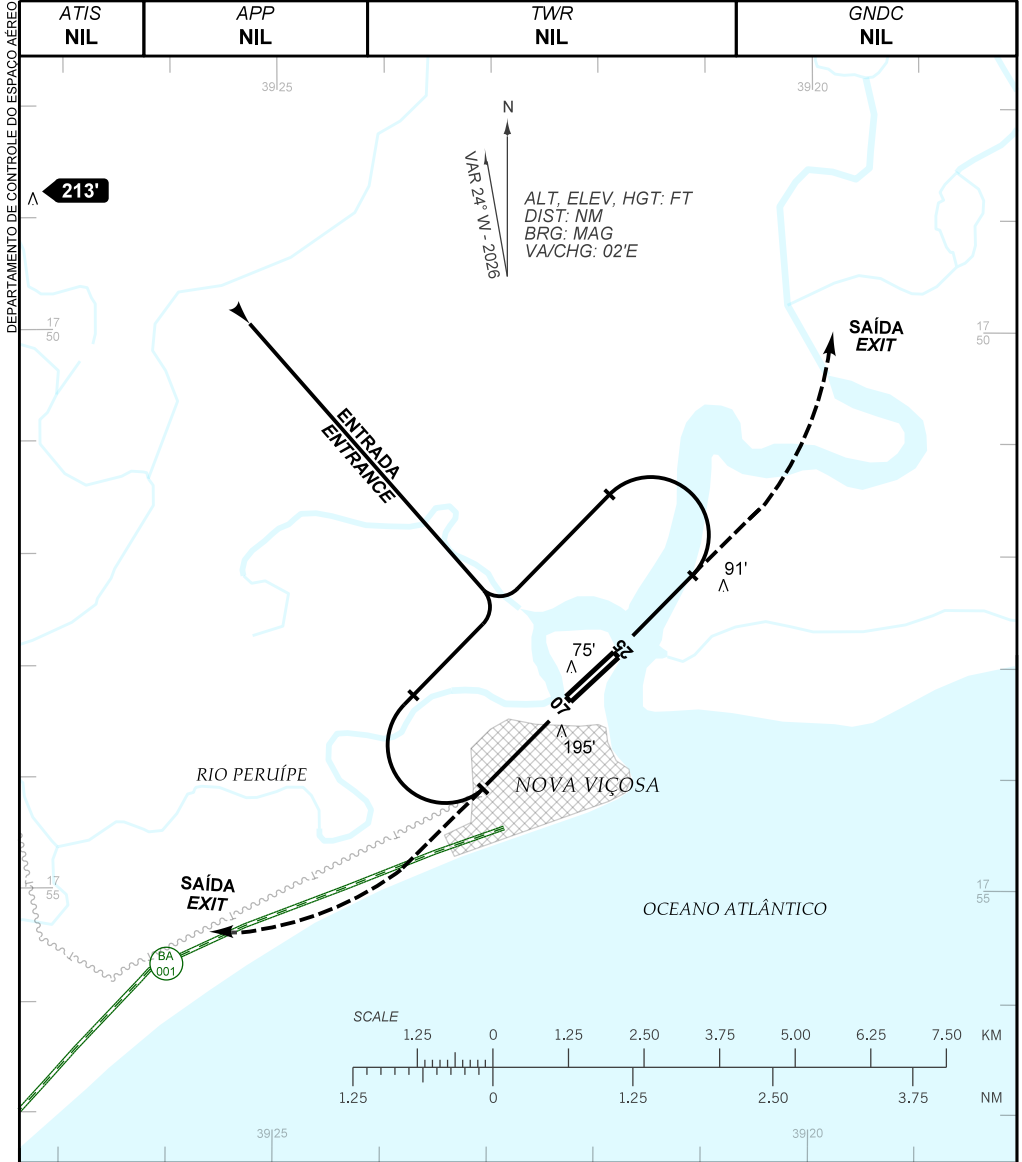 DEPARTAMENTO DE CONTROLE DO ESPAÇO AÉREO
ATIS
NIL
APP
NIL
TWR
NIL
GNDC
NIL
39 25
39 20
N
VAR 24° W - 2026
213'
ALT, ELEV, HGT: FT
DIST: NM
BRG: MAG
VA/CHG: 02'E
17
50
17
50
SAÍDA
EXIT
ENTRADA
ENTRANCE
91'
75'
25
07
195'
RIO PERUÍPE
NOVA VIÇOSA
SAÍDA
EXIT
17
55
17
55
OCEANO ATLÂNTICO
BA
001
SCALE
1.25 0 1.25 2.50 3.75 5.00 6.25 7.50 KM
1.25 0 1.25 2.50 3.75 NM
39 25
39 20